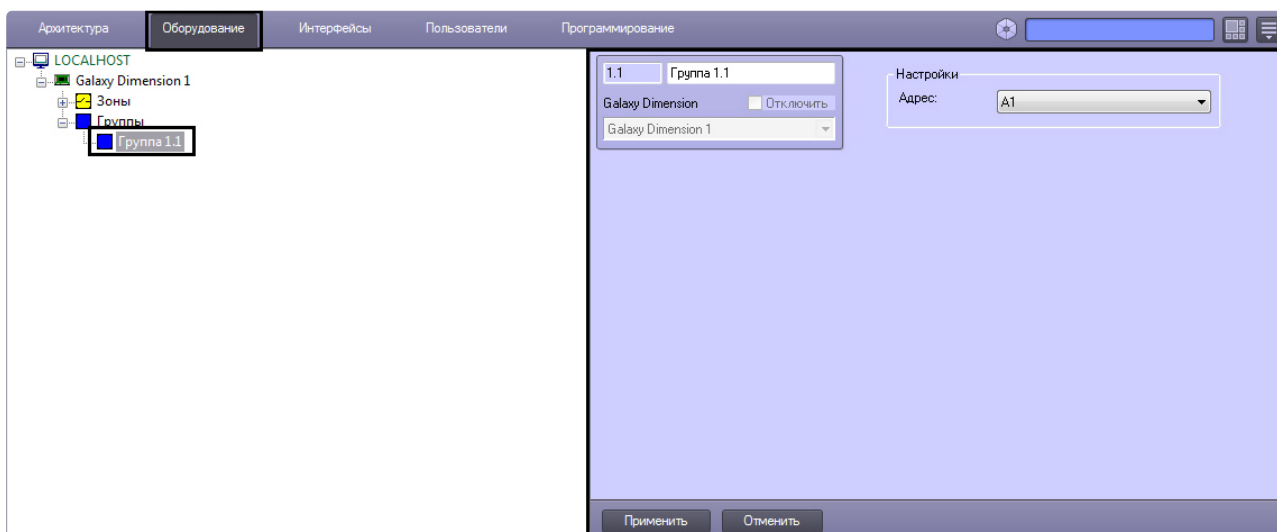 Архитектура Оборудование Интерфейсы Пользователи Программирование
LOCALHOST
Galaxy Dimension 1
Зоны
Группы
Группа 1.1
1.1 Группа 1.1
Galaxy Dimension Отключить
Galaxy Dimension 1
Настройки
Адрес: A1
Применить Отменить